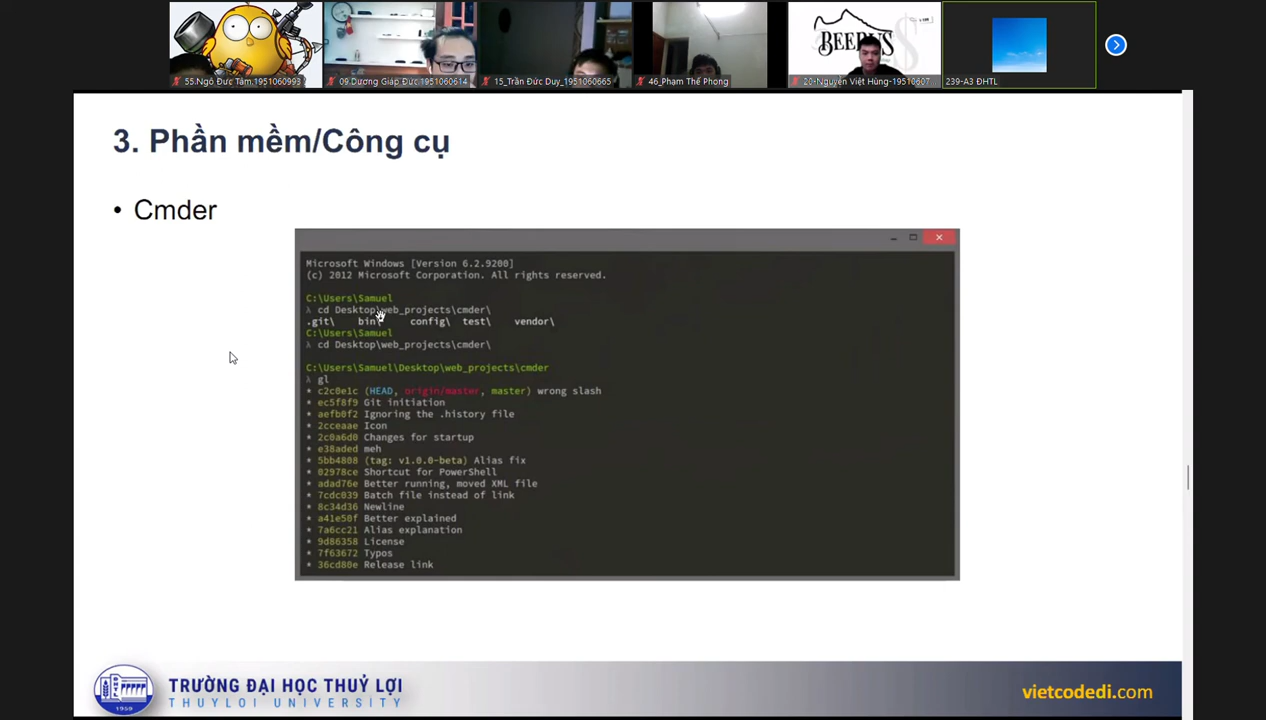 BEERUS
55.Ngô Đức Tâm.1951060993
09.Dương Giáp Đức.1951060614
15_Trần Đức Duy_1951060665
46_Phạm Thế Phong
20-Nguyễn Việt Hùng-19510607...
239-A3 ĐHTL
3. Phần mềm/Công cụ
• Cmder
Microsoft Windows [Version 6.2.9200]
(c) 2012 Microsoft Corporation. All rights reserved.
C:\Users\Samuel
λ cd Desktop\web_projects\cmder\
.git\ bin\ config\ test\ vendor\
C:\Users\Samuel
λ cd Desktop\web_projects\cmder\
C:\Users\Samuel\Desktop\web_projects\cmder
λ gl
* c2c0e1c (HEAD, origin/master, master) wrong slash
* ec5f8f9 Git initiation
* aefb0f2 Ignoring the .history file
* 2cceaae Icon
* 2c0a6d0 Changes for startup
* e38aded meh
* 5bb4808 (tag: v1.0.0-beta) Alias fix
* 02978ce Shortcut for PowerShell
* adad76e Better running, moved XML file
* 7cdc039 Batch file instead of link
* 8c34d36 Newline
* a41e50f Better explained
* 7a6cc21 Alias explanation
* 9d86358 License
* 7f63672 Typos
* 36cd80e Release link
TRƯỜNG ĐẠI HỌC THUỶ LỢI
THUYLOI UNIVERSITY
1959
vietcodedi.com